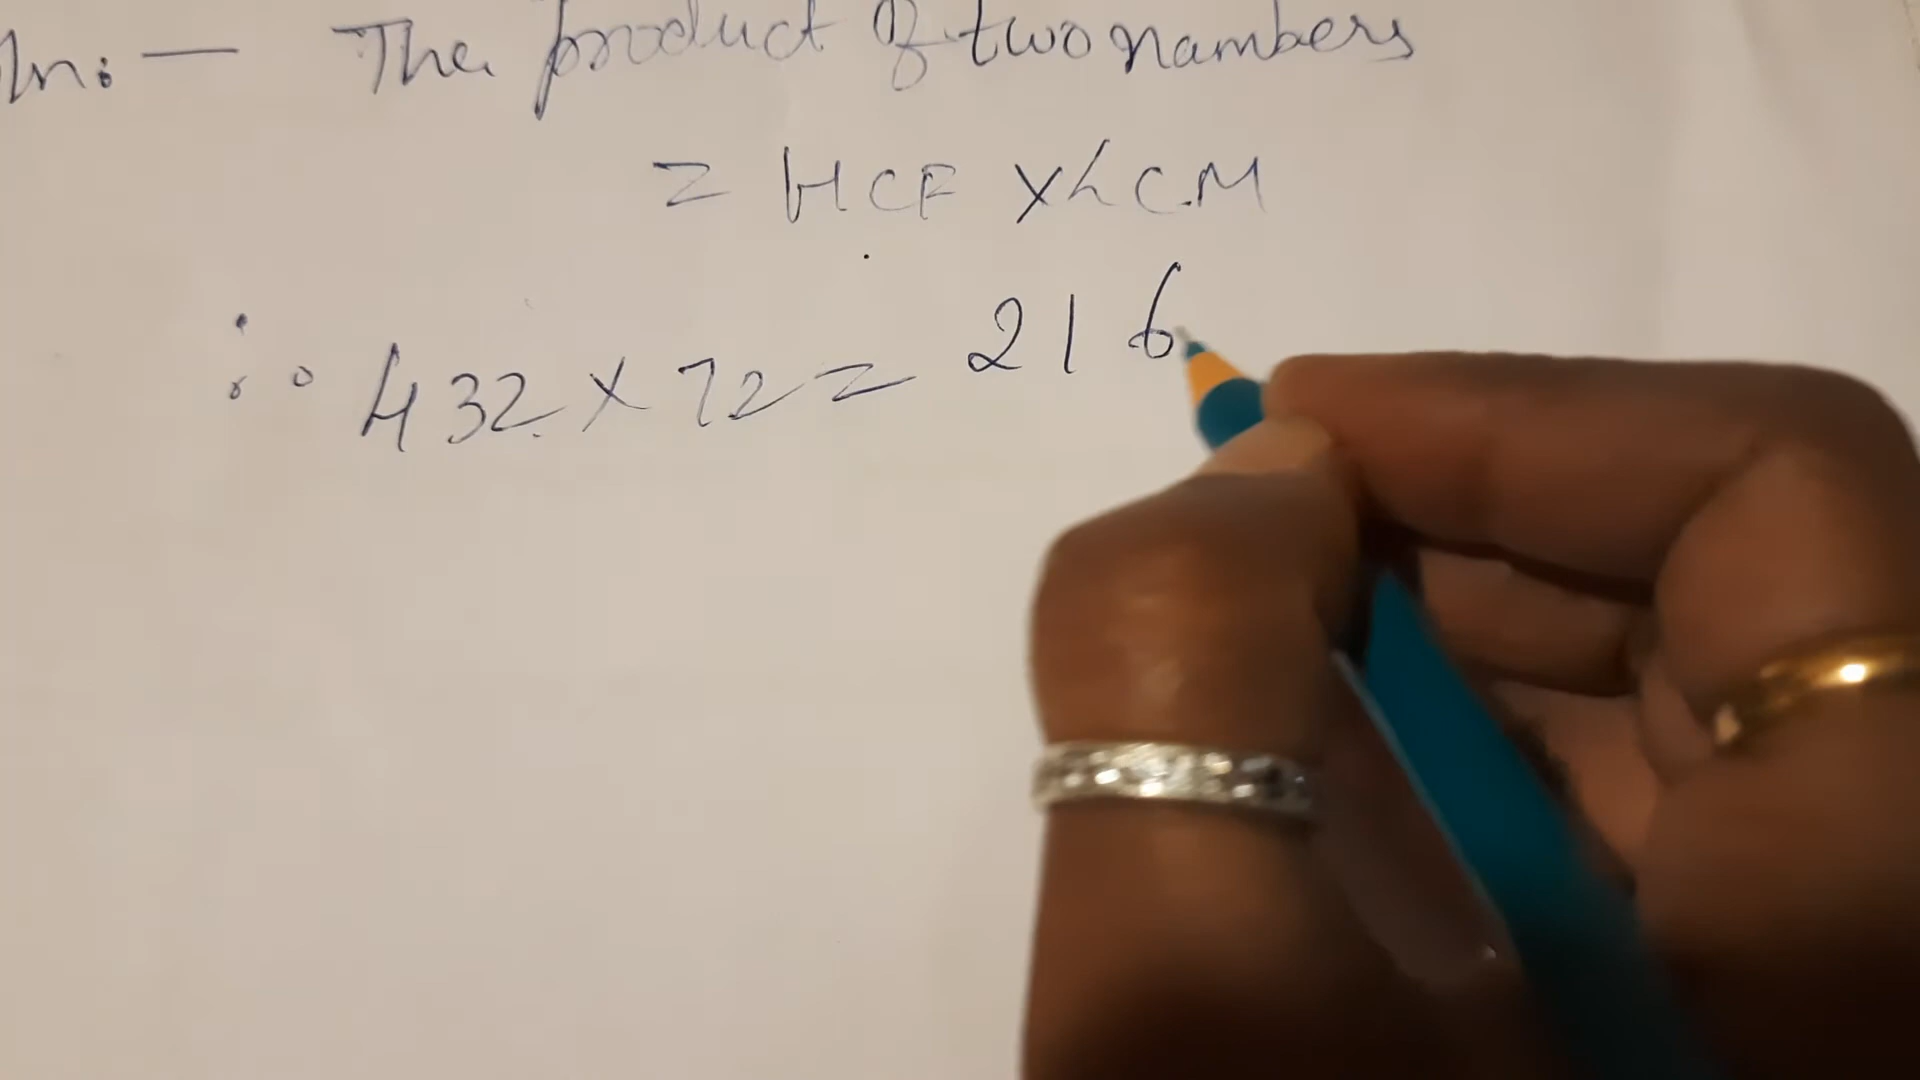 The product of two numbers
= HCF X LCM
∴ 432 X 72 = 216